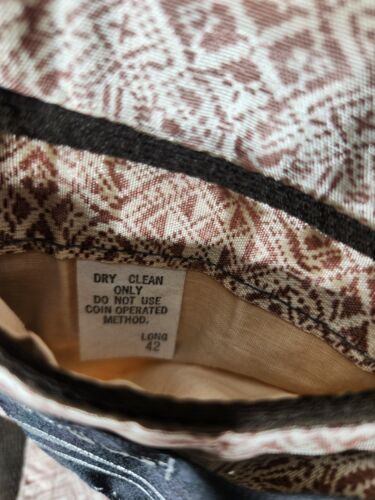 DRY CLEAN
ONLY
DO NOT USE
COIN OPERATED
METHOD.
LONG
42